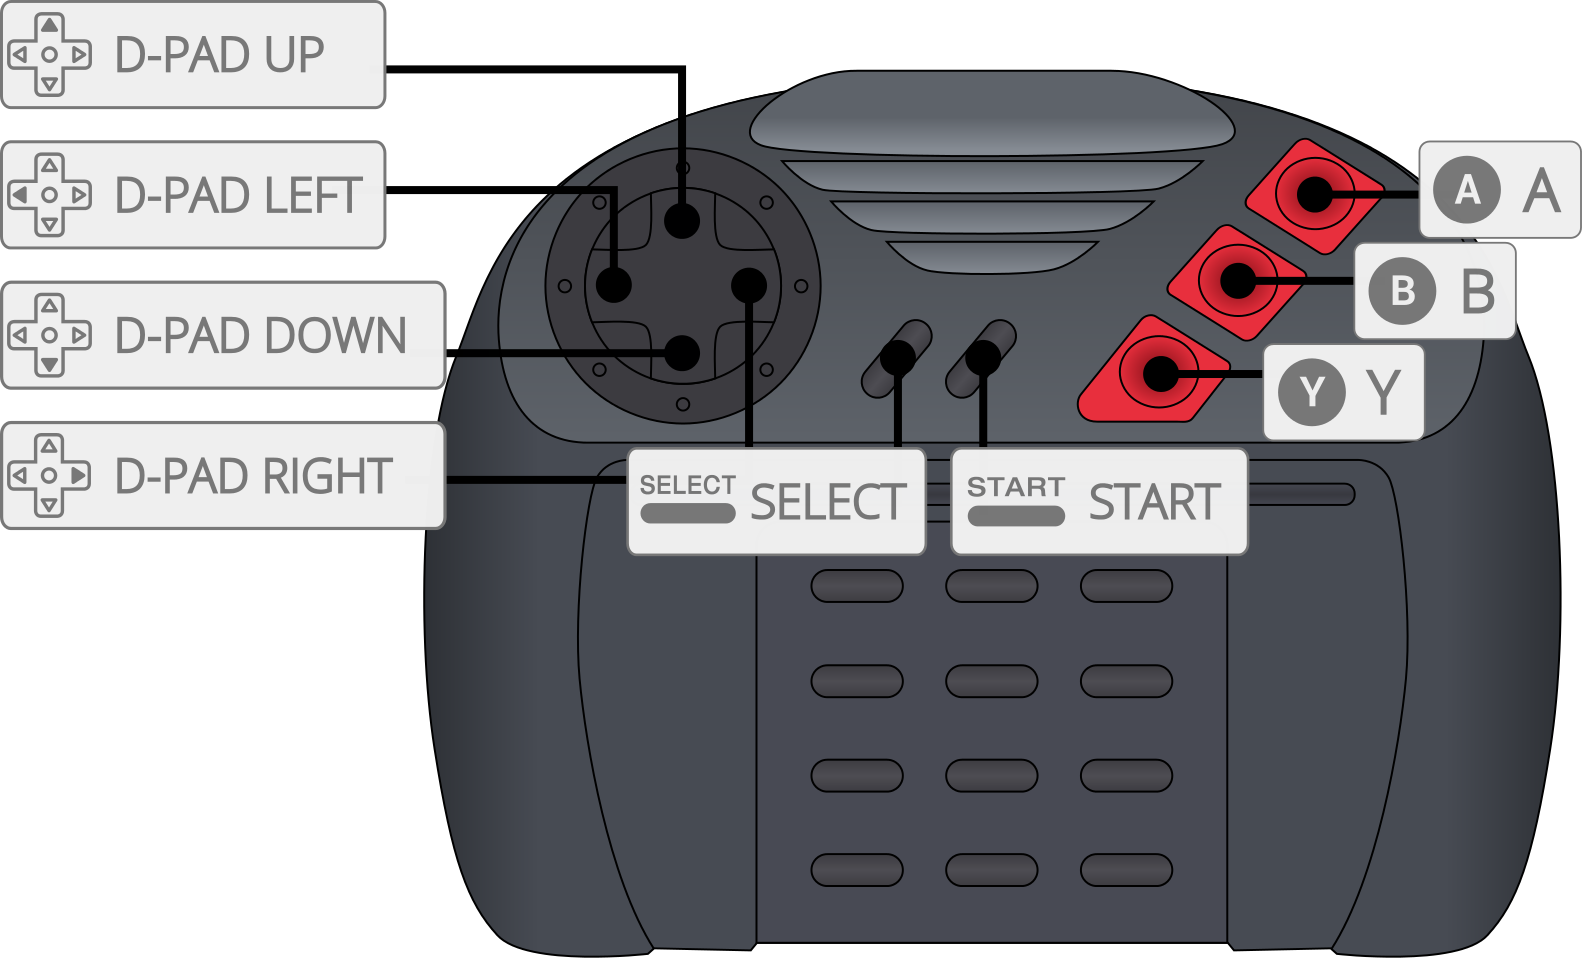 D-PAD UP
D-PAD LEFT
D-PAD DOWN
D-PAD RIGHT
A A
B B
Y Y
SELECT SELECT
START START